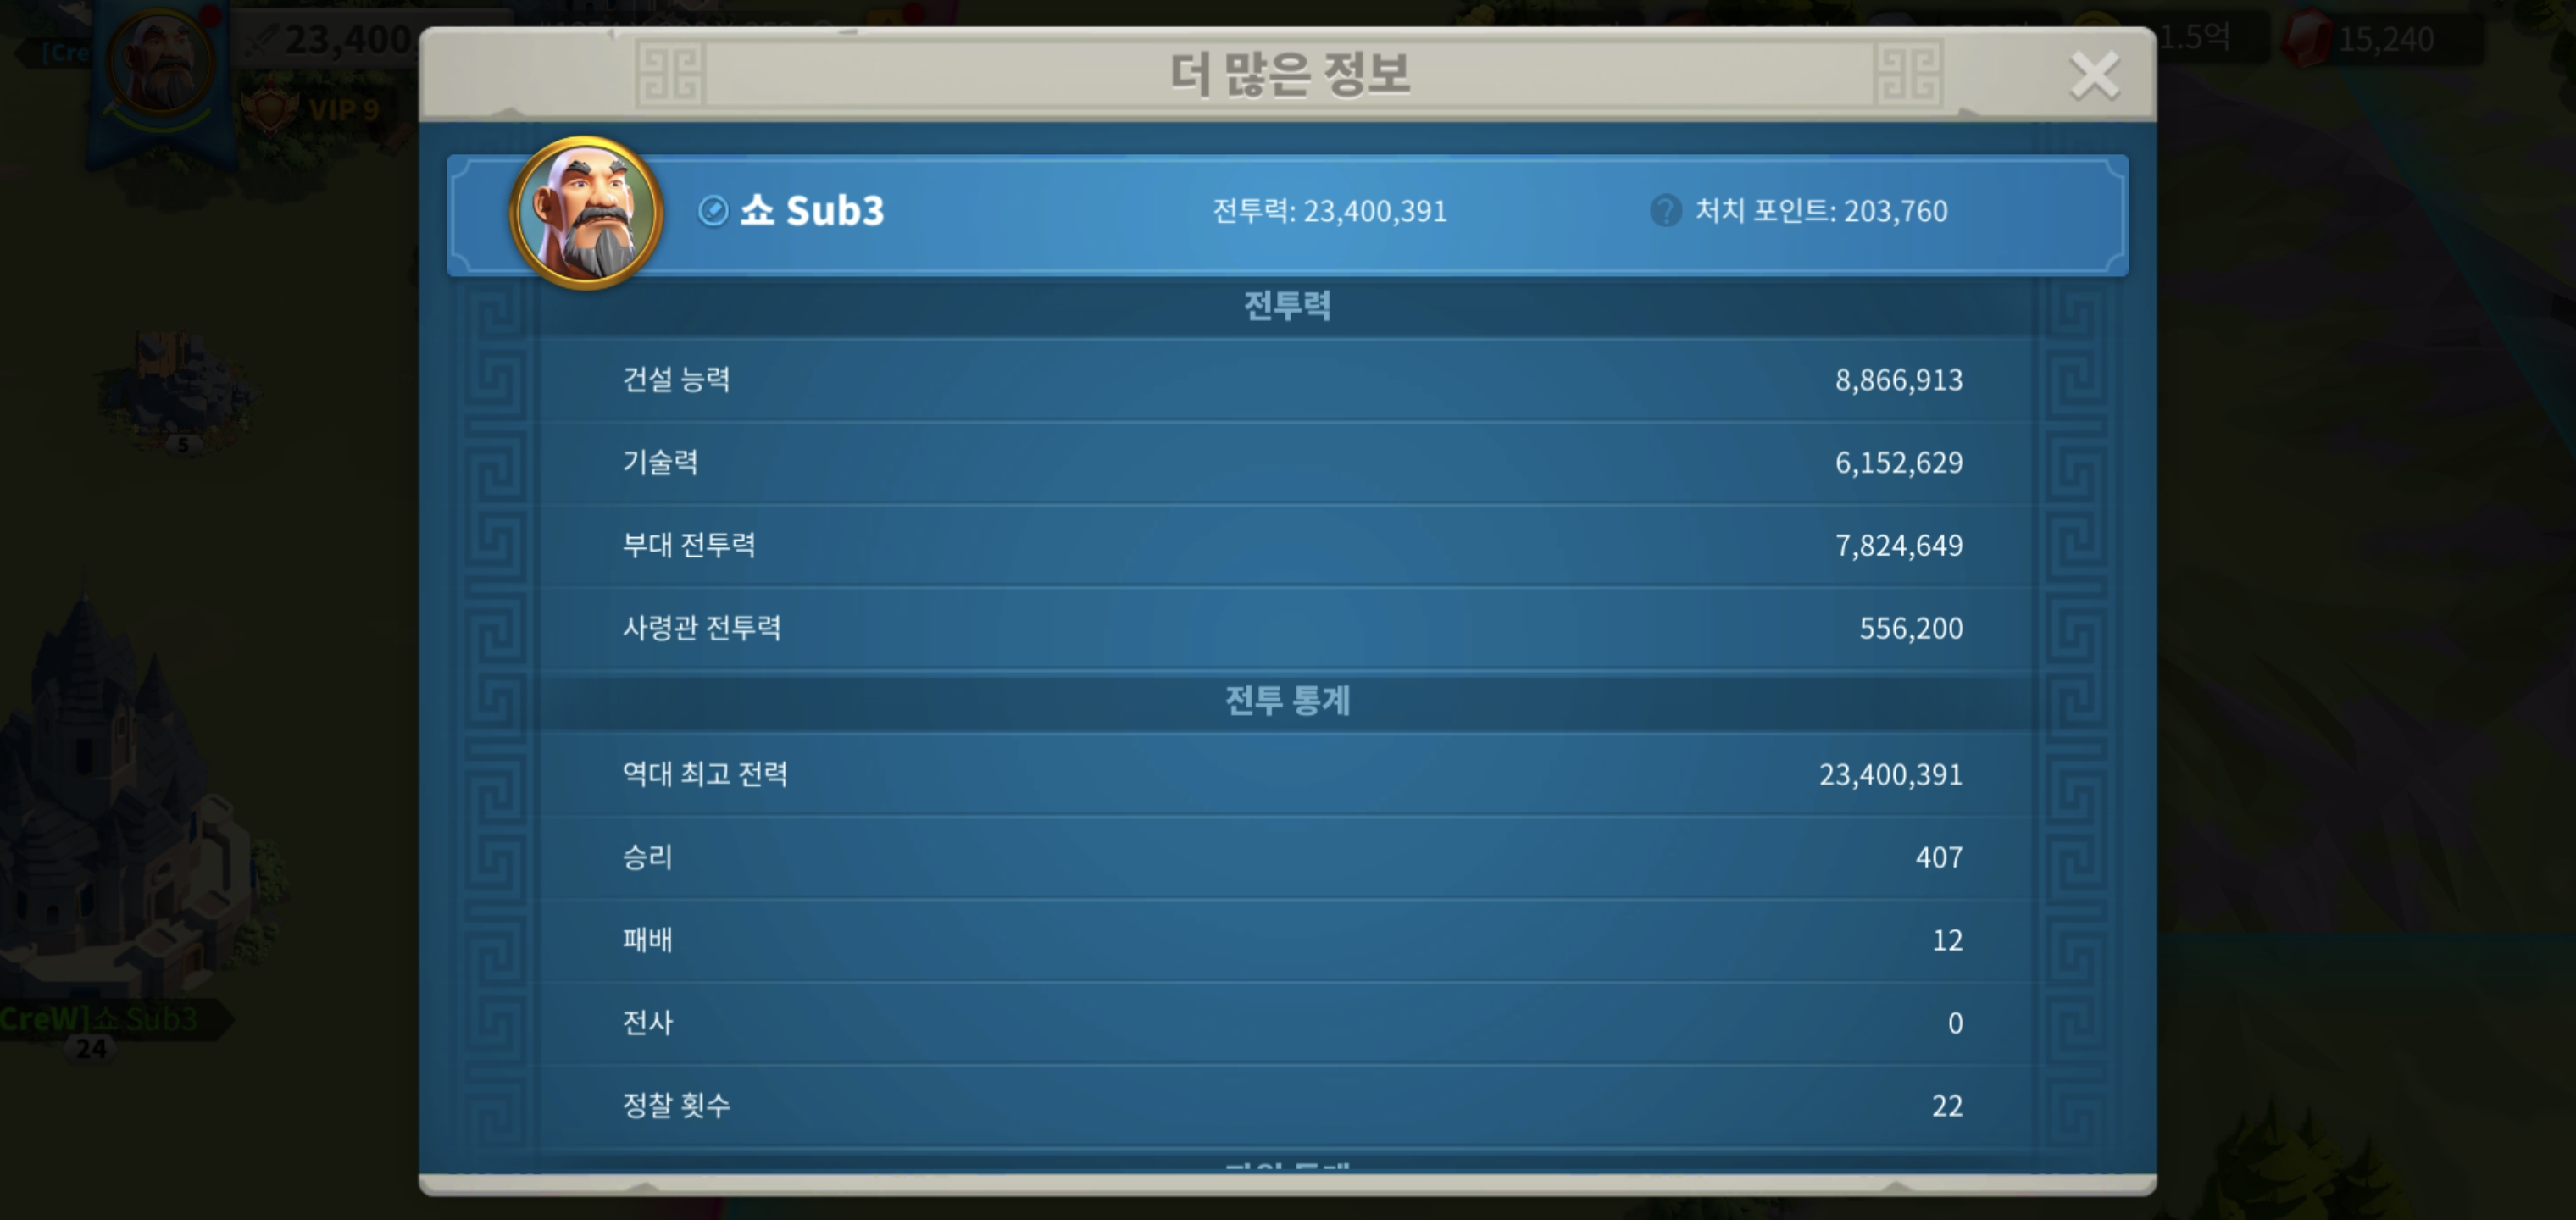 더 많은 정보
[Cre
23,400,
VIP 9
1.5억
15,240
쇼 Sub3
전투력: 23,400,391
처치 포인트: 203,760
전투력
건설 능력 8,866,913
기술력 6,152,629
부대 전투력 7,824,649
사령관 전투력 556,200
전투 통계
역대 최고 전력 23,400,391
승리 407
패배 12
전사 0
정찰 횟수 22
5
CreW]쇼 Sub3
24